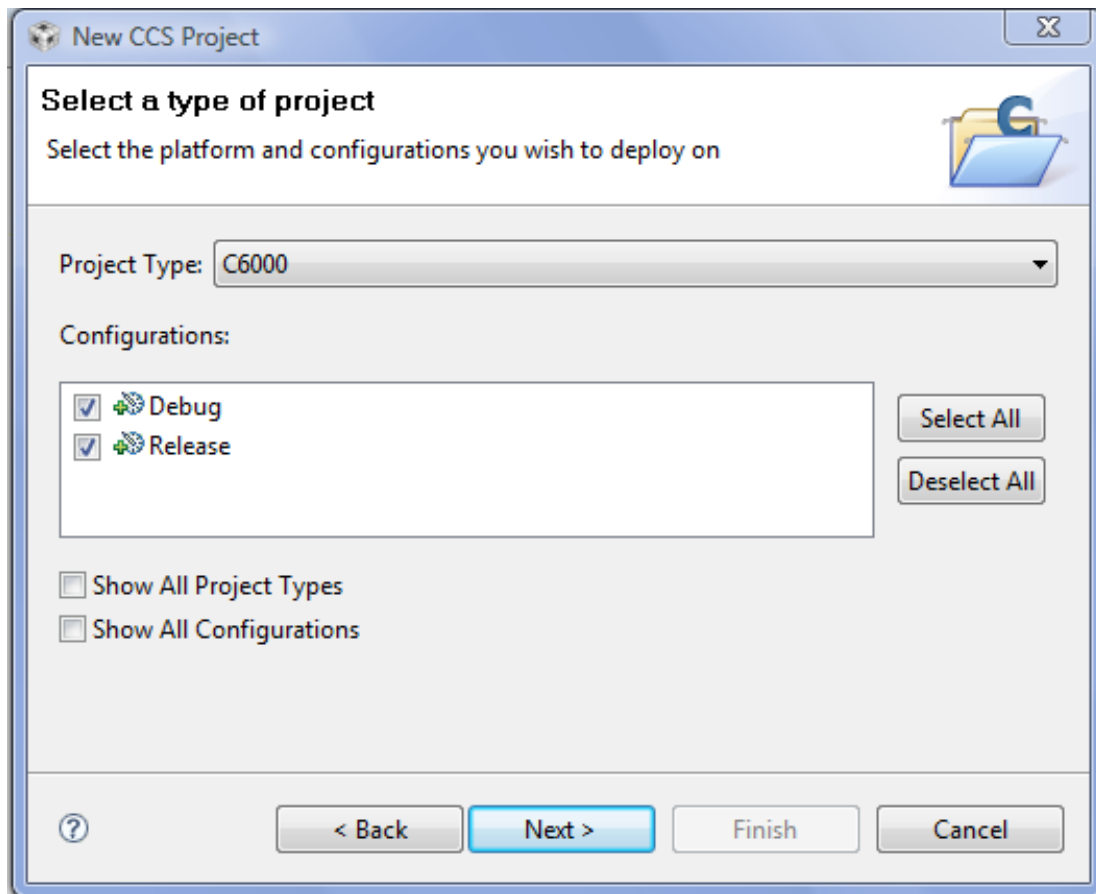 New CCS Project
Select a type of project
Select the platform and configurations you wish to deploy on
Project Type: C6000
Configurations:
Debug
Release
Select All
Deselect All
Show All Project Types
Show All Configurations
? < Back Next > Finish Cancel